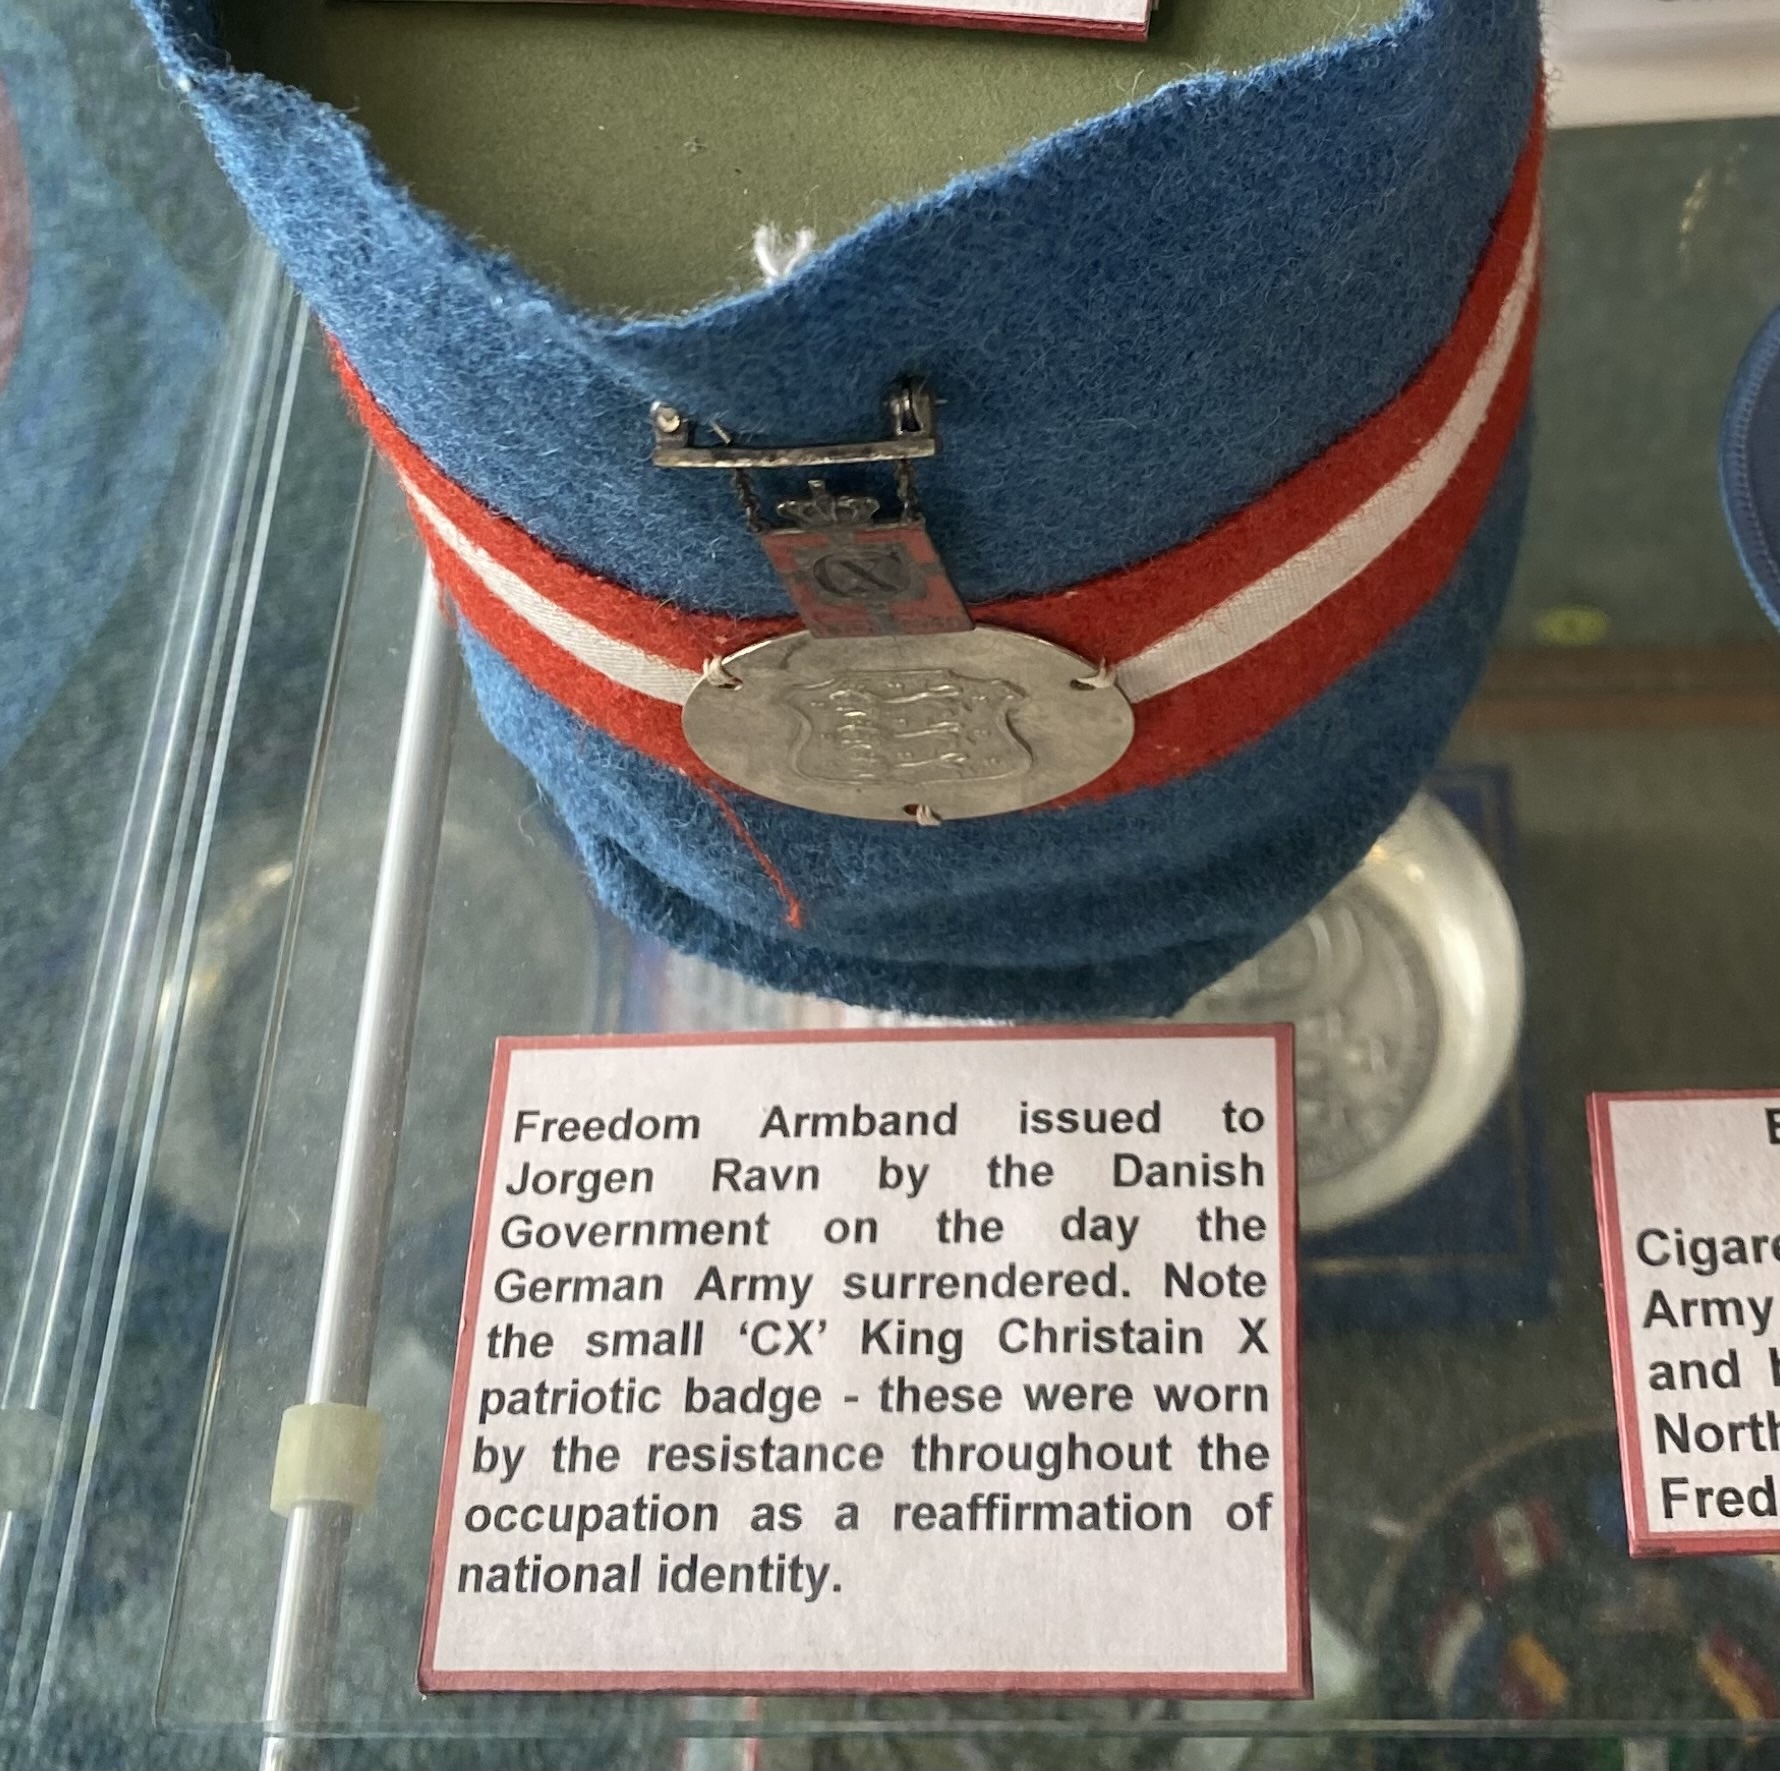 CX
Freedom Armband issued to
Jorgen Ravn by the Danish
Government on the day the
German Army surrendered. Note
the small ‘CX’ King Christain X
patriotic badge - these were worn
by the resistance throughout the
occupation as a reaffirmation of
national identity.
Cigare
Army
and
North
Fred